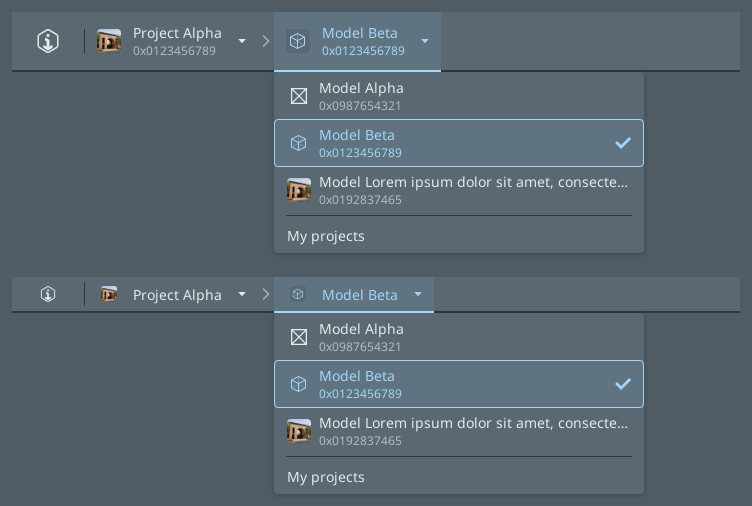 Project Alpha
0x0123456789
Model Beta
0x0123456789
Model Alpha
0x0987654321
Model Beta
0x0123456789
Model Lorem ipsum dolor sit amet, consecte...
0x0192837465
My projects
Project Alpha
Model Beta
Model Alpha
0x0987654321
Model Beta
0x0123456789
Model Lorem ipsum dolor sit amet, consecte...
0x0192837465
My projects